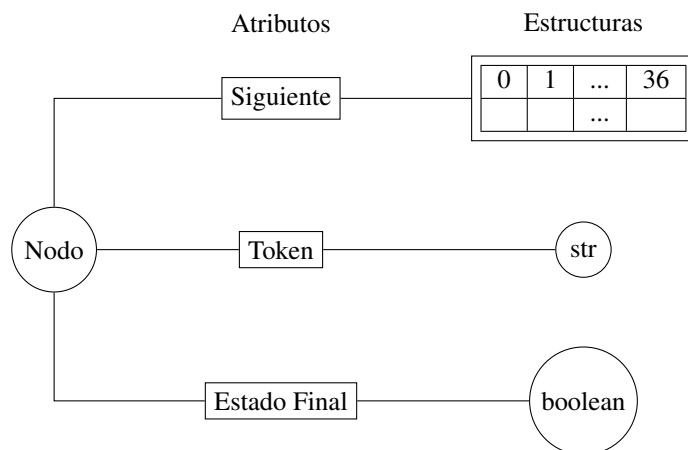 Atributos Estructuras
0 1 ... 36
Siguiente
...
Nodo Token str
Estado Final boolean